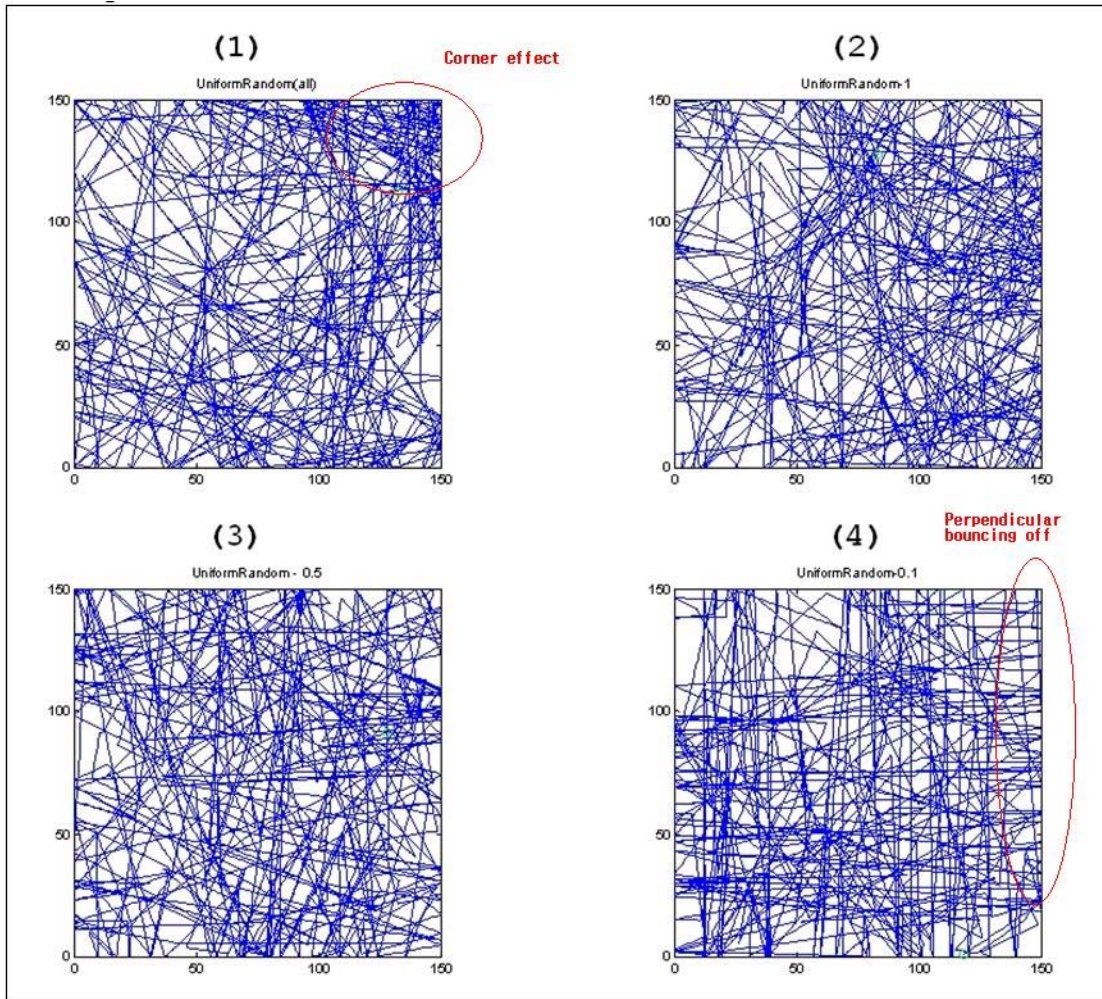 (1)
Corner effect
UniformRandom(all)
150
100
50
0
0 50 100 150
(2)
UniformRandom-1
150
100
50
0
0 50 100 150
(3)
UniformRandom - 0.5
150
100
50
0
0 50 100 150
Perpendicular
bouncing off
(4)
UniformRandom-0.1
150
100
50
0
0 50 100 150